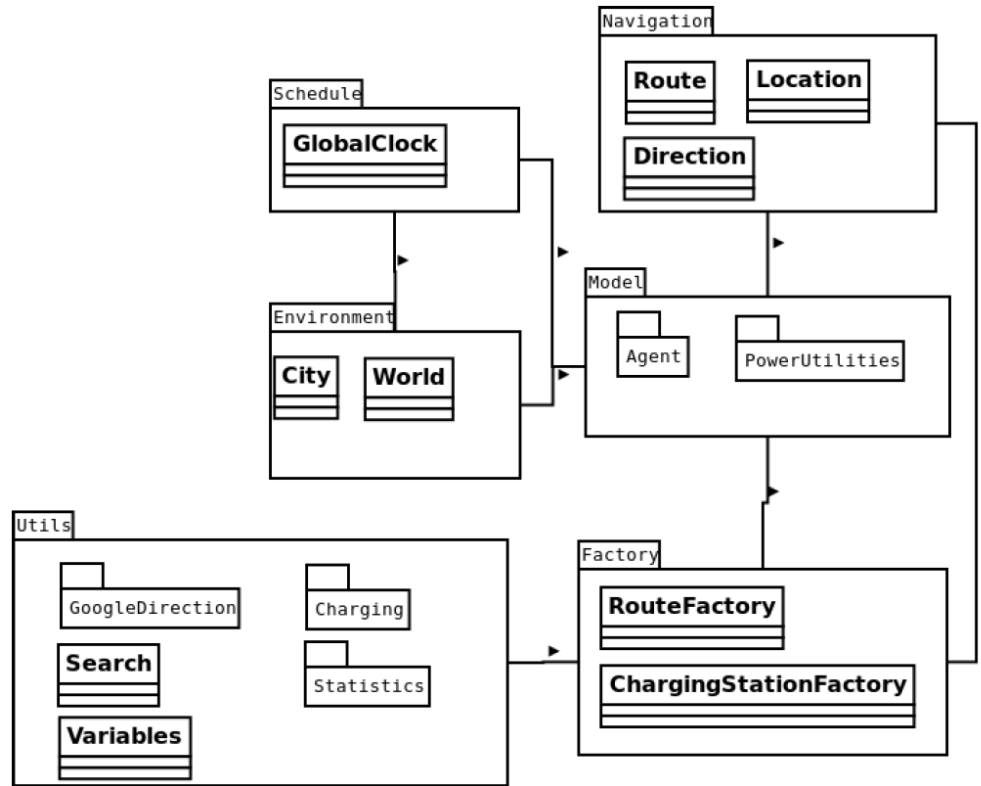 Navigation
Route
Location
Direction
Schedule
GlobalClock
Model
Agent
PowerUtilities
Environment
City
World
Utils
GoogleDirection
Charging
Search
Statistics
Variables
Factory
RouteFactory
ChargingStationFactory